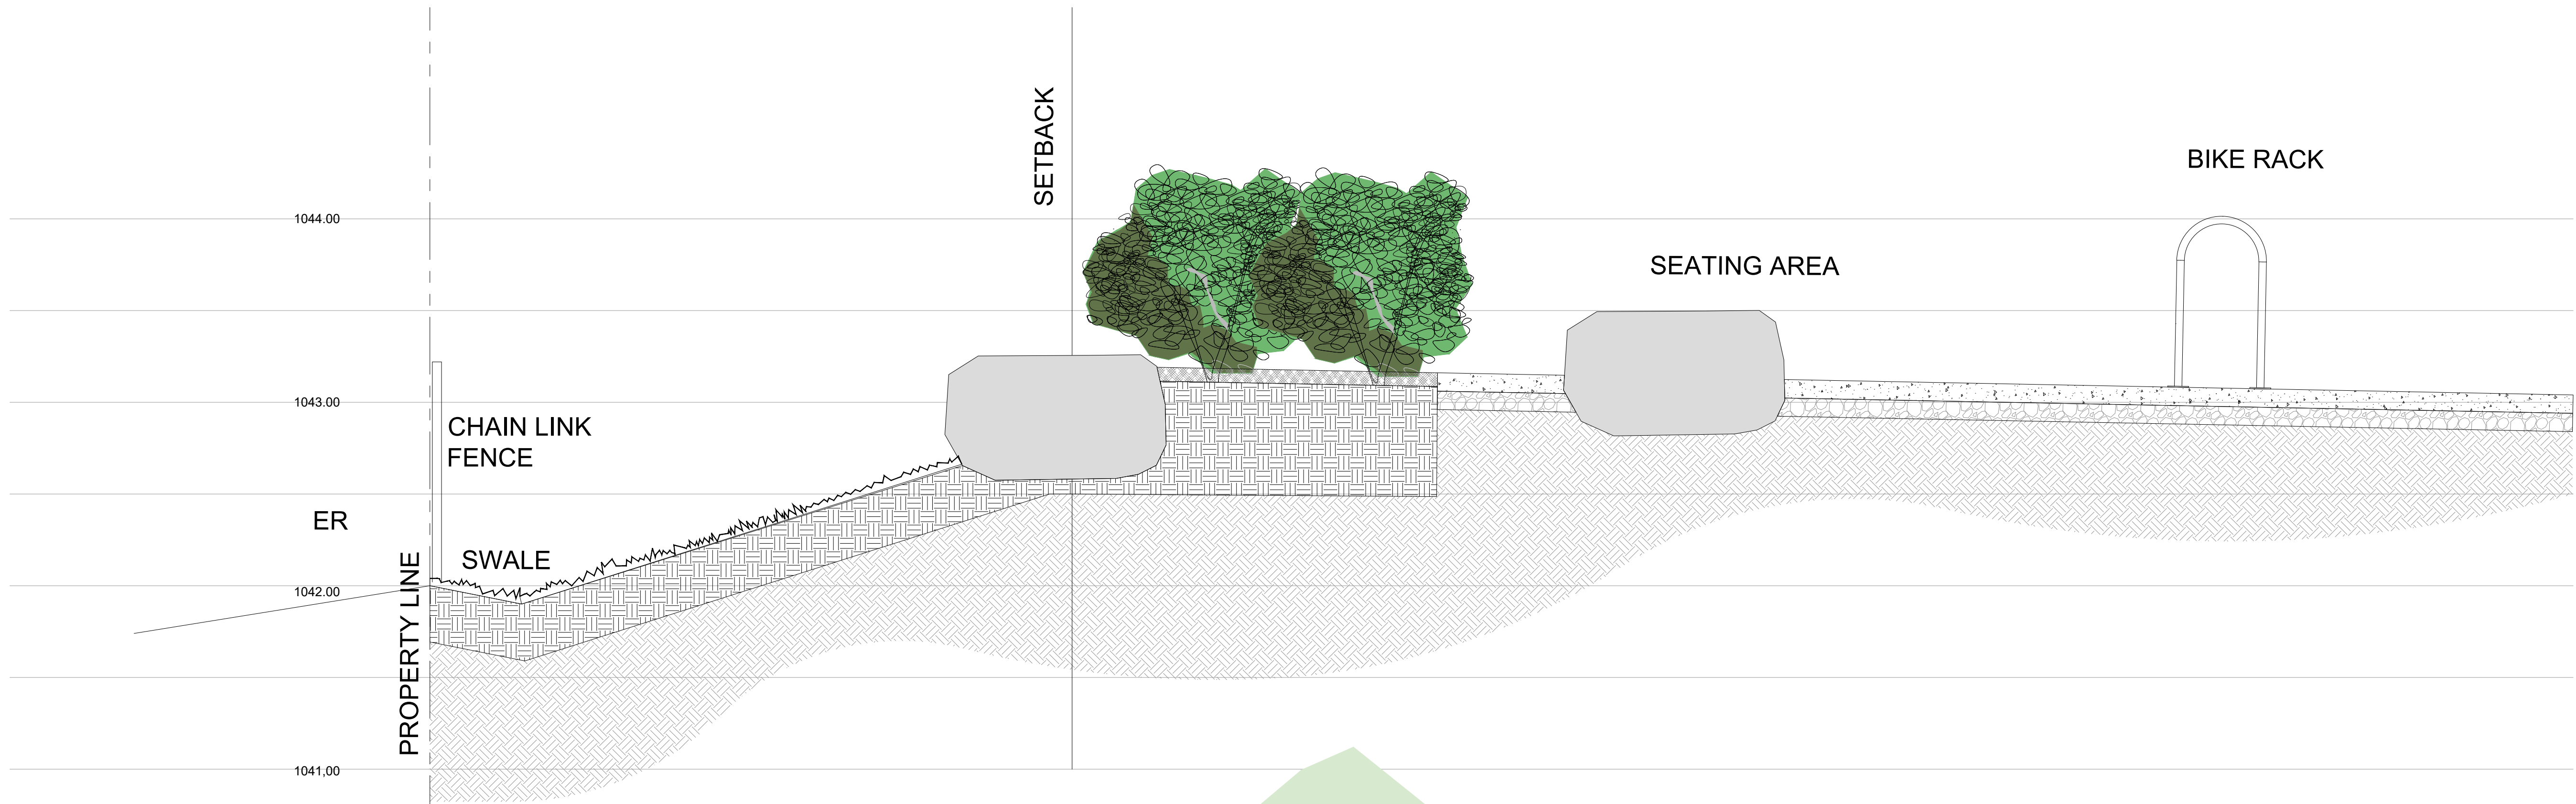 SETBACK
BIKE RACK
1044.00
SEATING AREA
1043.00
CHAIN LINK
FENCE
ER
SWALE
1042.00
PROPERTY LINE
1041,00